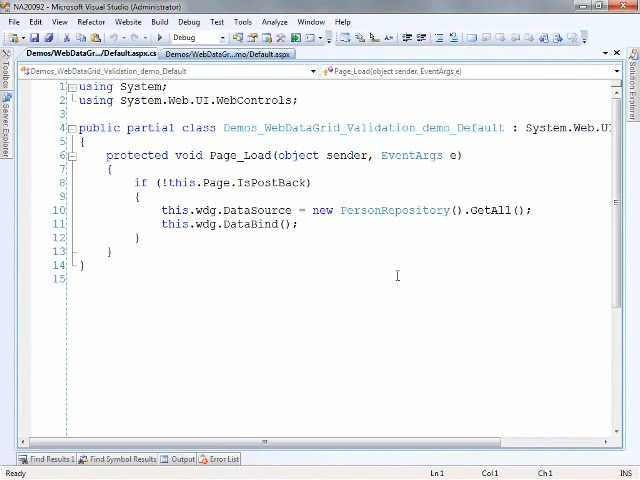 NA20092 - Microsoft Visual Studio (Administrator)
File Edit View Refactor Website Build Debug Test Tools Analyze Window Help
Debug
Demos/WebDataGr.../Default.aspx.cs Demos/WebDataGr...mo/Default.aspx
Demos_WebDataGrid_Validation_demo_Default Page_Load(object sender, EventArgs e)
Toolbox
Server Explorer
Solution Explorer
1 using System;
2 using System.Web.UI.WebControls;
3
4 public partial class Demos_WebDataGrid_Validation_demo_Default : System.Web.UI
5 {
6 protected void Page_Load(object sender, EventArgs e)
7 {
8 if (!this.Page.IsPostBack)
9 {
10 this.wdg.DataSource = new PersonRepository().GetAll();
11 this.wdg.DataBind();
12 }
13 }
14 }
15
Find Results 1 Find Symbol Results Output Error List
Ready Ln 1 Col 1 Ch 1 INS